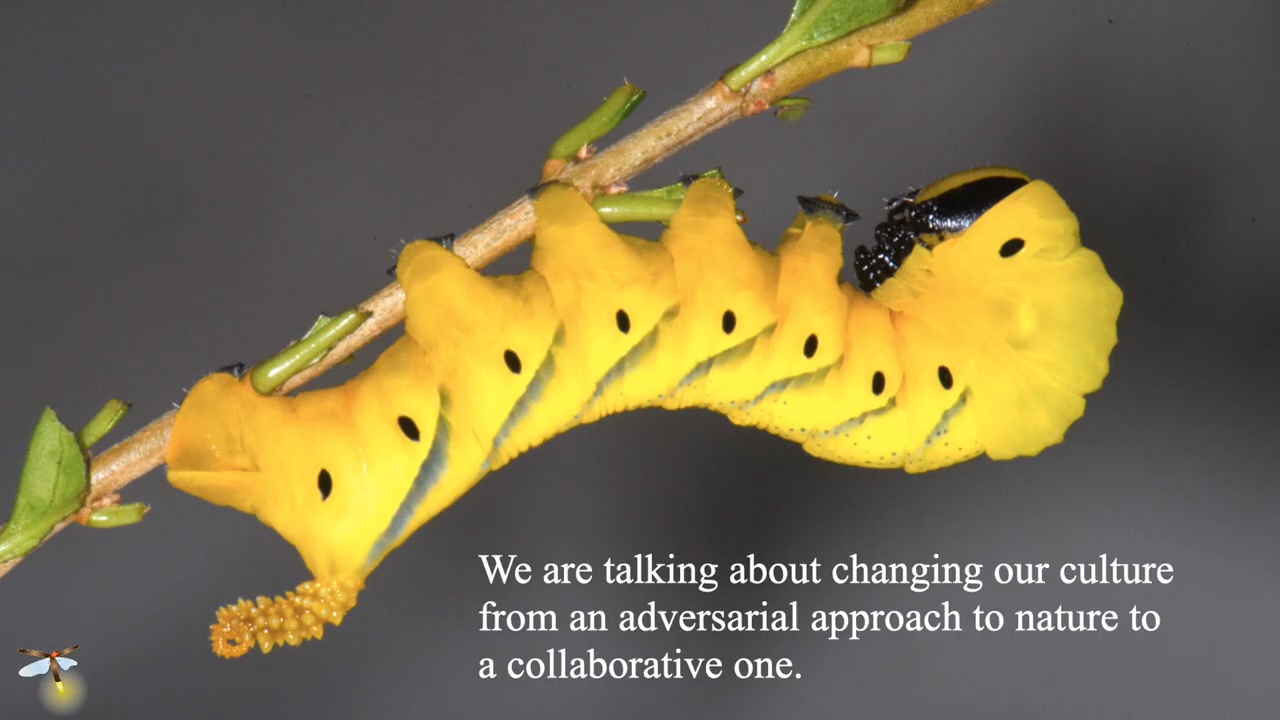 We are talking about changing our culture
from an adversarial approach to nature to
a collaborative one.